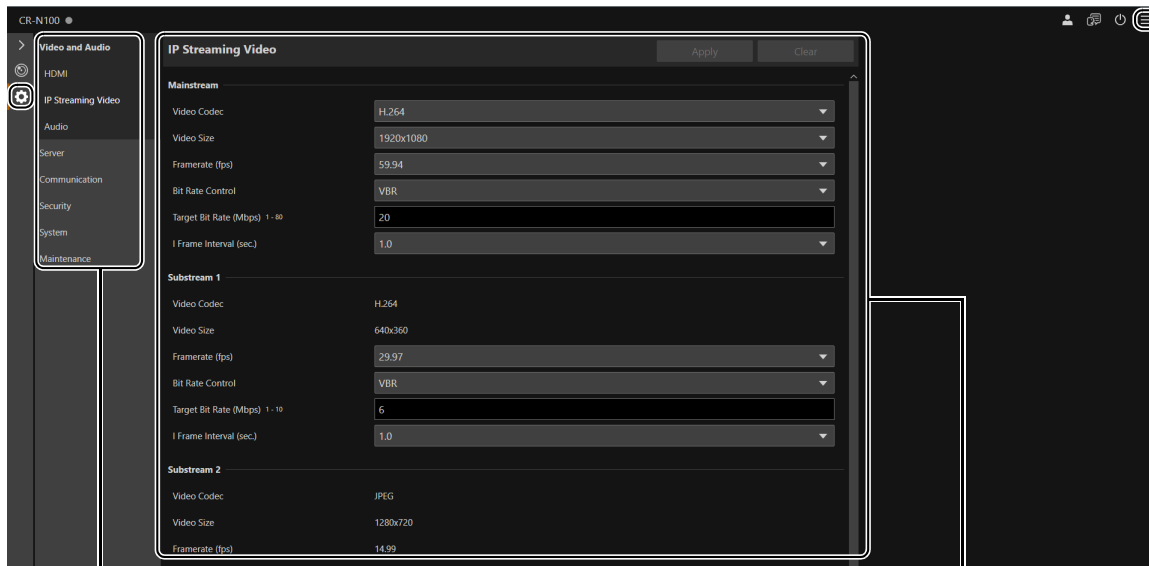 CR-N100
Video and Audio
HDMI
IP Streaming Video
Audio
Server
Communication
Security
System
Maintenance
IP Streaming Video
Apply
Clear
Mainstream
Video Codec H.264
Video Size 1920x1080
Framerate (fps) 59.94
Bit Rate Control VBR
Target Bit Rate (Mbps) 1 - 80 20
I Frame Interval (sec.) 1.0
Substream 1
Video Codec H.264
Video Size 640x360
Framerate (fps) 29.97
Bit Rate Control VBR
Target Bit Rate (Mbps) 1 - 10 6
I Frame Interval (sec.) 1.0
Substream 2
Video Codec JPEG
Video Size 1280x720
Framerate (fps) 14.99